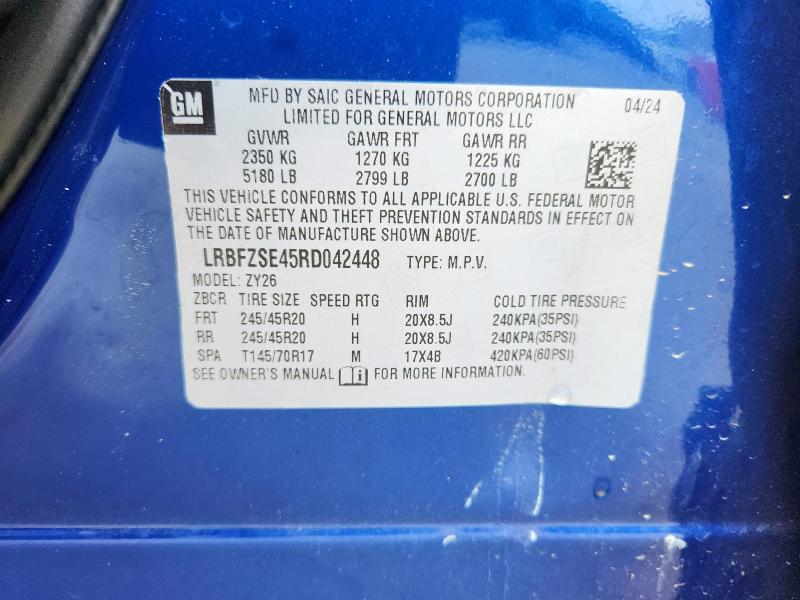 GM
MFD BY SAIC GENERAL MOTORS CORPORATION 04/24
LIMITED FOR GENERAL MOTORS LLC
GVWR GAWR FRT GAWR RR
2350 KG 1270 KG 1225 KG
5180 LB 2799 LB 2700 LB
THIS VEHICLE CONFORMS TO ALL APPLICABLE U.S. FEDERAL MOTOR
VEHICLE SAFETY AND THEFT PREVENTION STANDARDS IN EFFECT ON
THE DATE OF MANUFACTURE SHOWN ABOVE.
LRBFZSE45RD042448 TYPE: M.P.V.
MODEL: ZY26
ZBCR TIRE SIZE SPEED RTG RIM COLD TIRE PRESSURE
FRT 245/45R20 H 20X8.5J 240KPA(35PSI)
RR 245/45R20 H 20X8.5J 240KPA(35PSI)
SPA T145/70R17 M 17X4B 420KPA(60PSI)
SEE OWNER'S MANUAL FOR MORE INFORMATION.